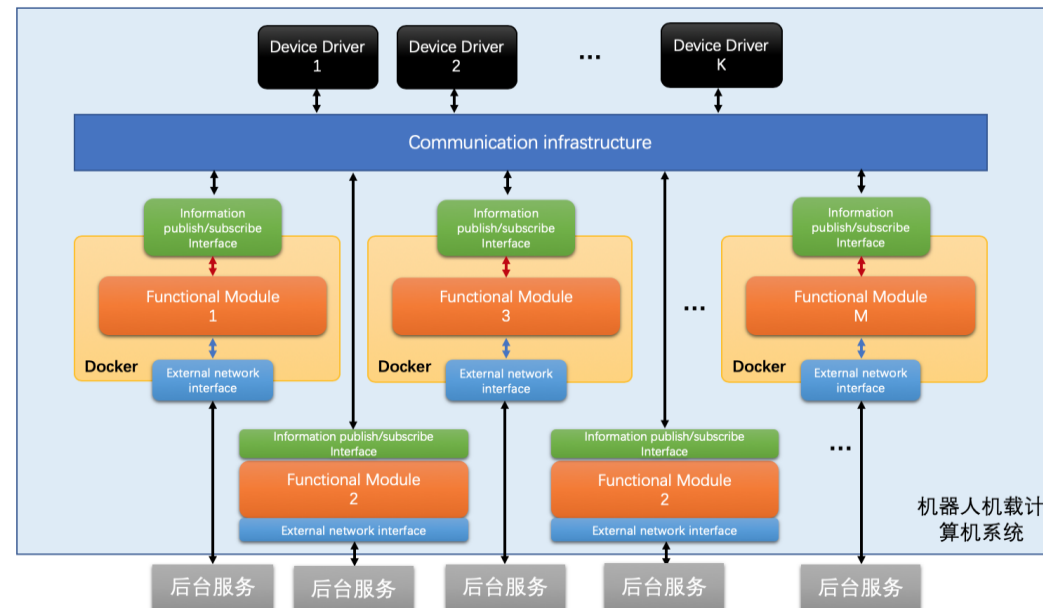 Device Driver
1
Device Driver
2
...
Device Driver
K
Communication infrastructure
Information
publish/subscribe
Interface
Information
publish/subscribe
Interface
Information
publish/subscribe
Interface
Functional Module
1
Functional Module
3
...
Functional Module
M
Docker
External network
interface
Docker
External network
interface
Docker
External network
interface
Information publish/subscribe
Interface
Functional Module
2
External network interface
Information publish/subscribe
Interface
Functional Module
2
External network interface
...
机器人机载计
算机系统
后台服务
后台服务
后台服务
后台服务
后台服务